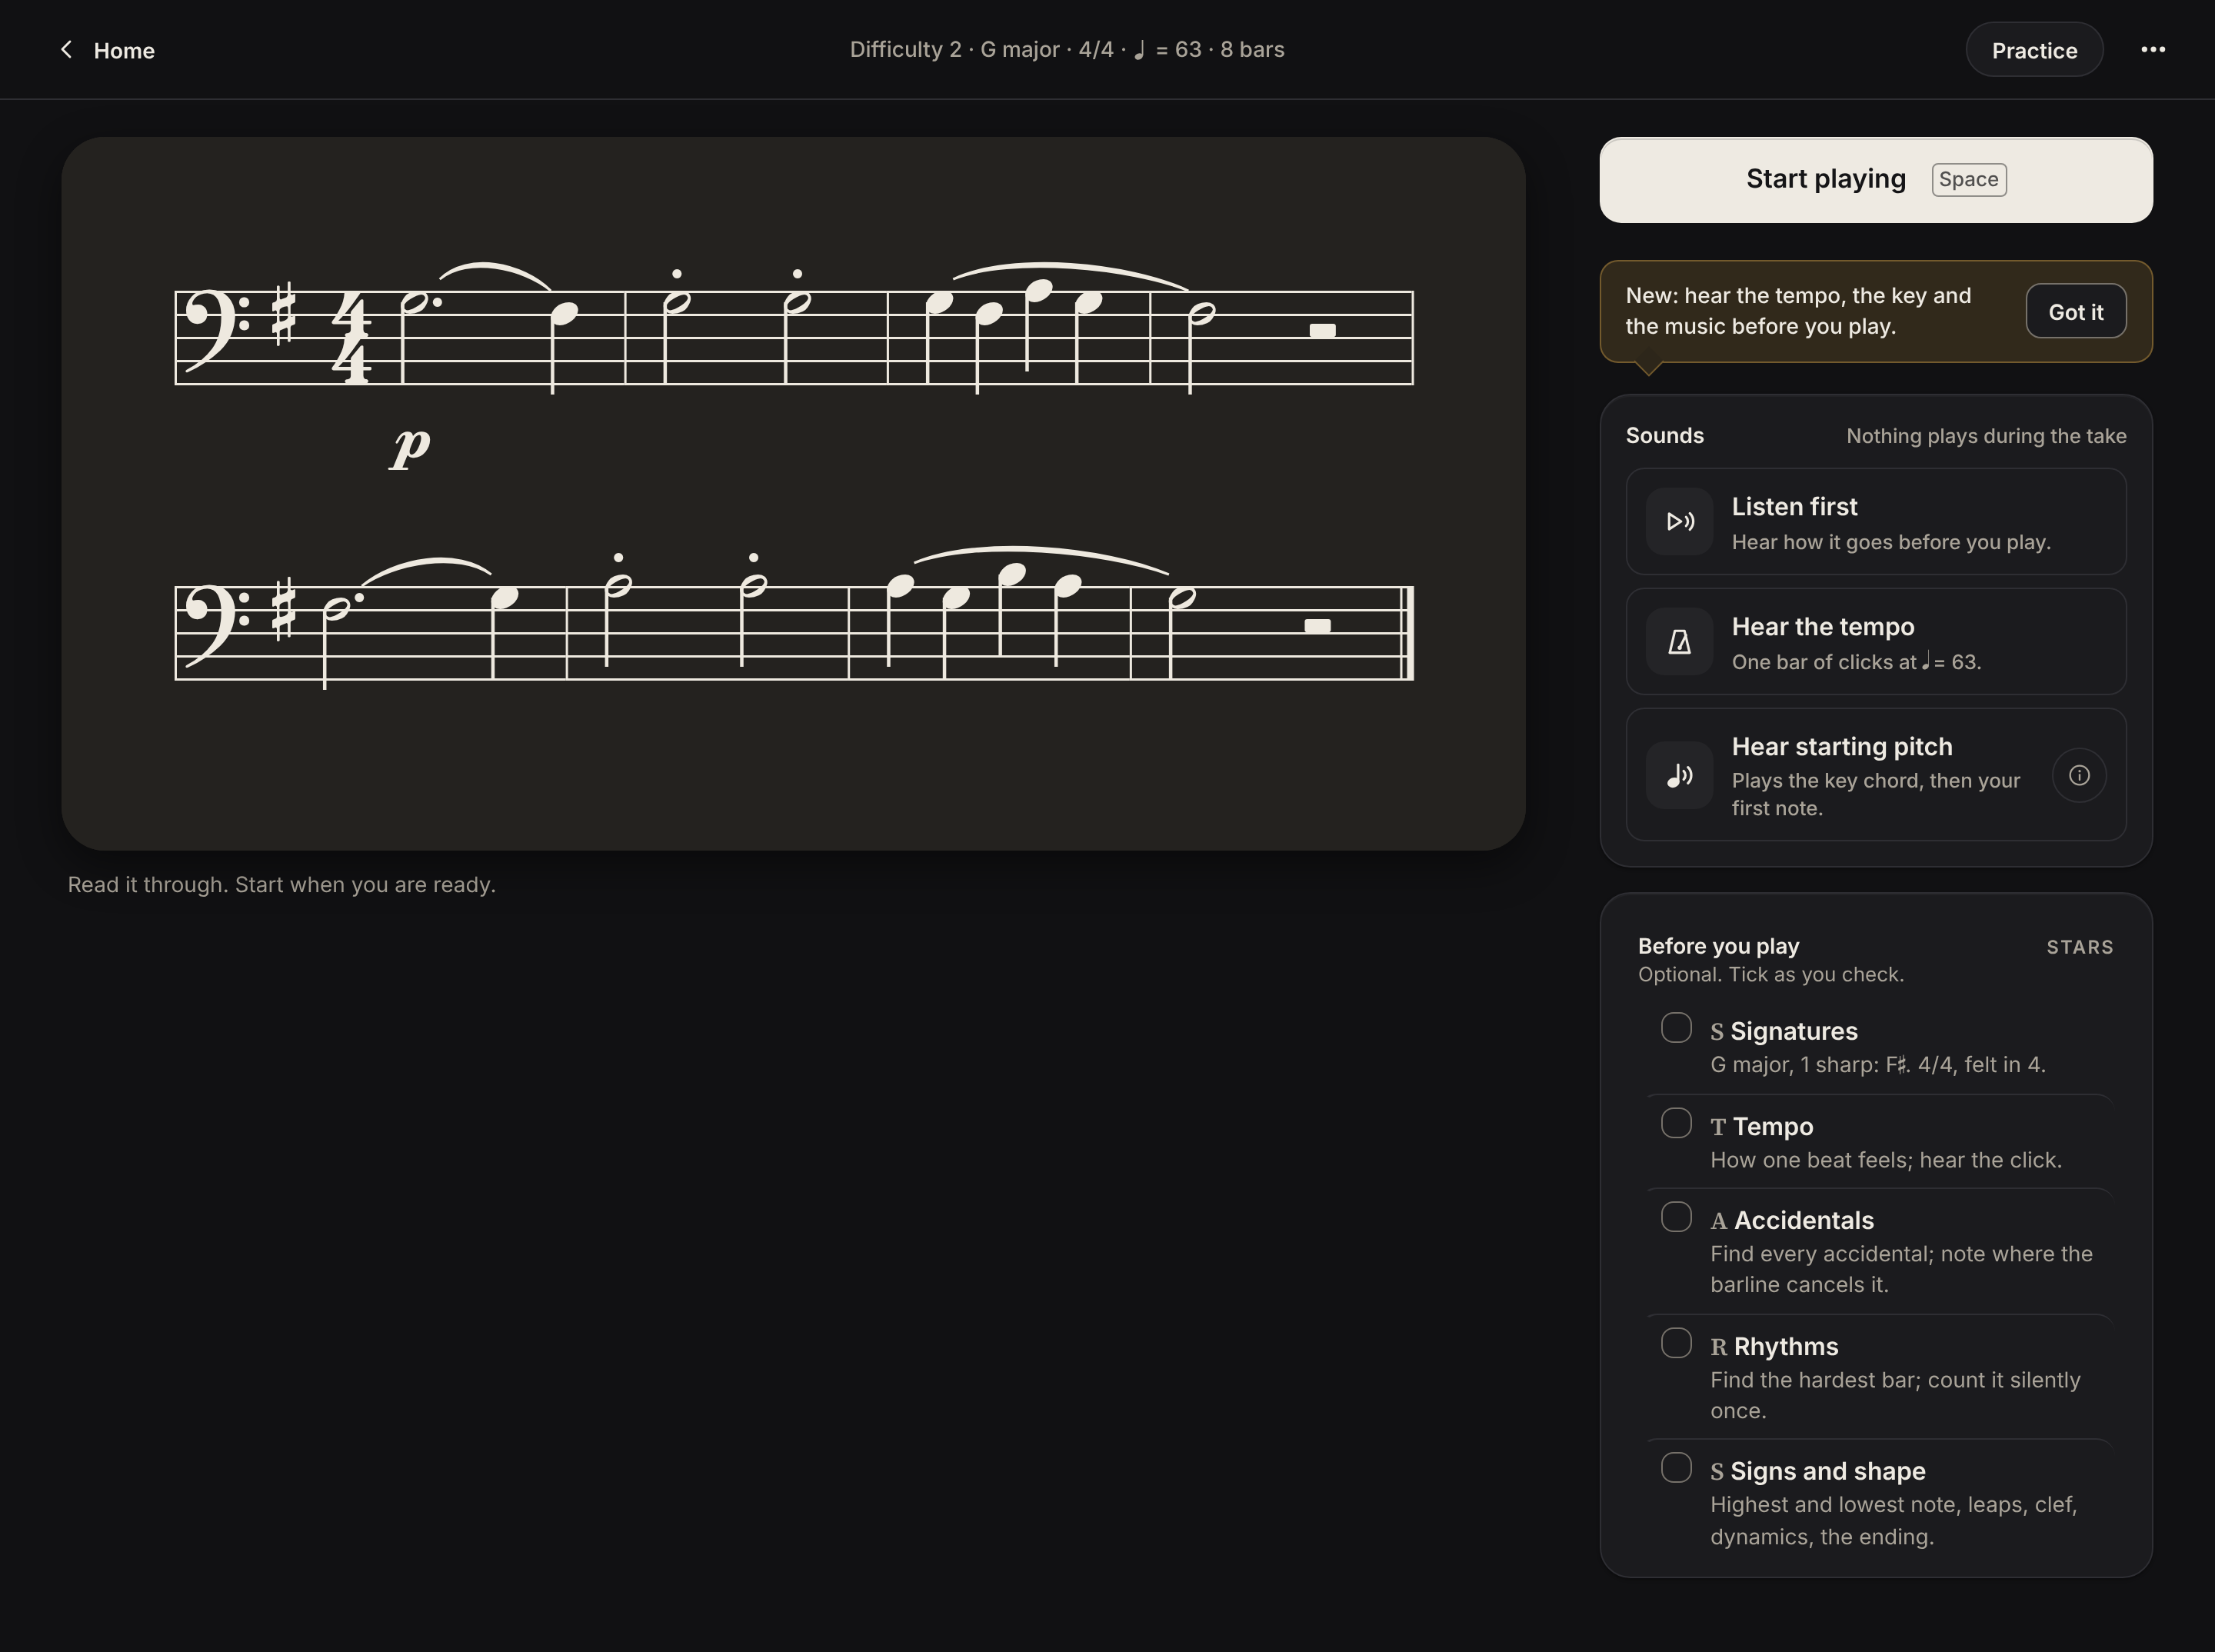 Home
Difficulty 2 · G major · 4/4 · ♩ = 63 · 8 bars
Practice
Start playing Space
New: hear the tempo, the key and
the music before you play.
Got it
Sounds
Nothing plays during the take
Listen first
Hear how it goes before you play.
Hear the tempo
One bar of clicks at ♩ = 63.
Hear starting pitch
Plays the key chord, then your
first note.
4
4
p
Read it through. Start when you are ready.
Before you play
STARS
Optional. Tick as you check.
S Signatures
G major, 1 sharp: F♯. 4/4, felt in 4.
T Tempo
How one beat feels; hear the click.
A Accidentals
Find every accidental; note where the
barline cancels it.
R Rhythms
Find the hardest bar; count it silently
once.
S Signs and shape
Highest and lowest note, leaps, clef,
dynamics, the ending.